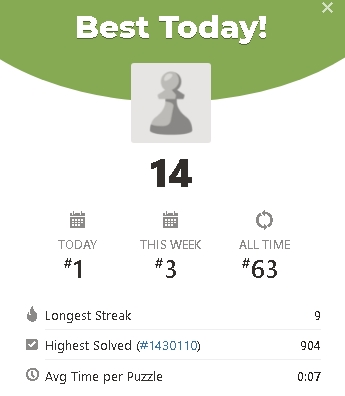 Best Today!
14
TODAY THIS WEEK ALL TIME
#1 #3 #63
Longest Streak 9
Highest Solved (#1430110) 904
Avg Time per Puzzle 0:07